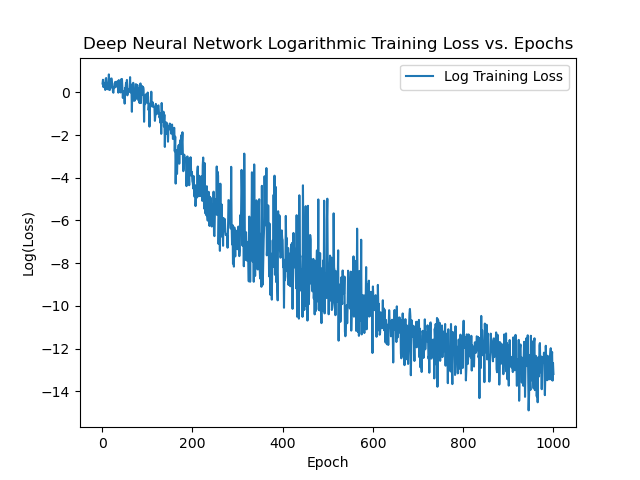 Deep Neural Network Logarithmic Training Loss vs. Epochs
Log Training Loss
0
−2
−4
−6
−8
−10
−12
−14
Log(Loss)
0 200 400 600 800 1000
Epoch